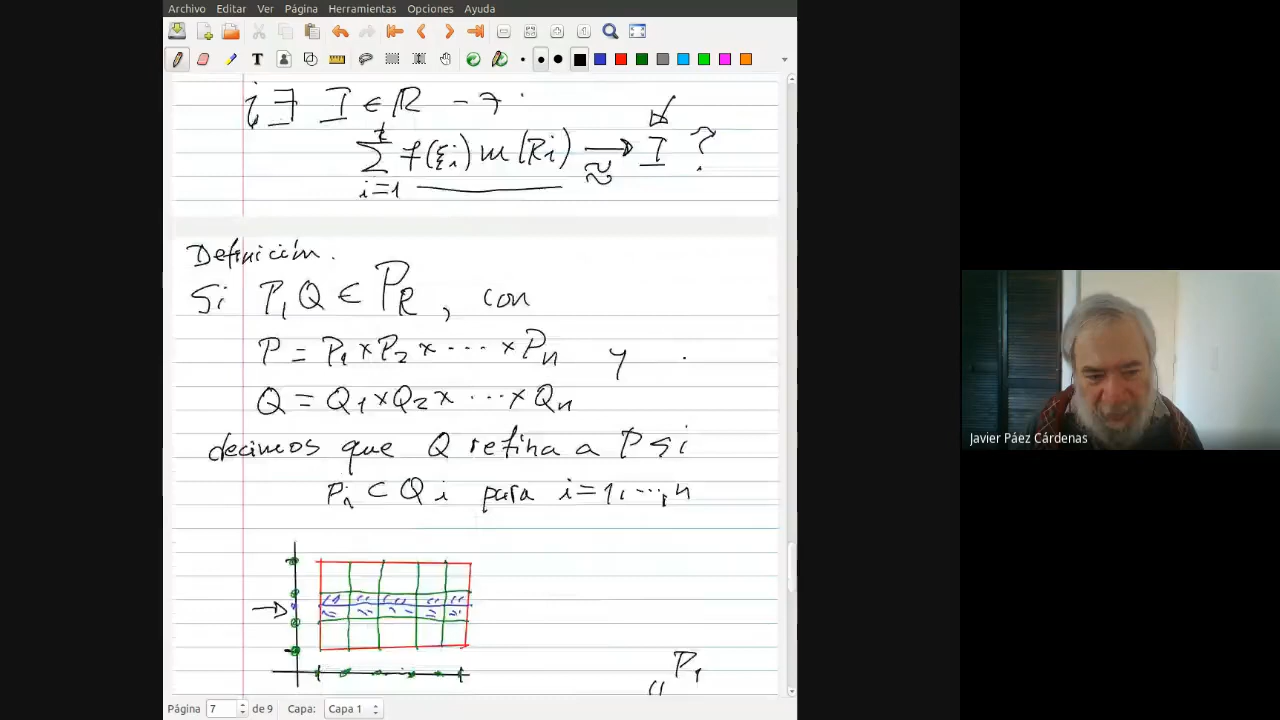 Archivo Editar Ver Página Herramientas Opciones Ayuda
¿∃ I ∈ ℝ -7.
∑ f(ξi) m(Ri) → I ?
i=1
≈
Definición.
Si P, Q ∈ P_R, con
P = P1 × P2 × ... × Pn y
Q = Q1 × Q2 × ... × Qn
decimos que Q refina a P si
Pi ⊂ Qi para i=1, ..., n
P1
"
Página 7 de 9 Capa: Capa 1
Javier Páez Cárdenas